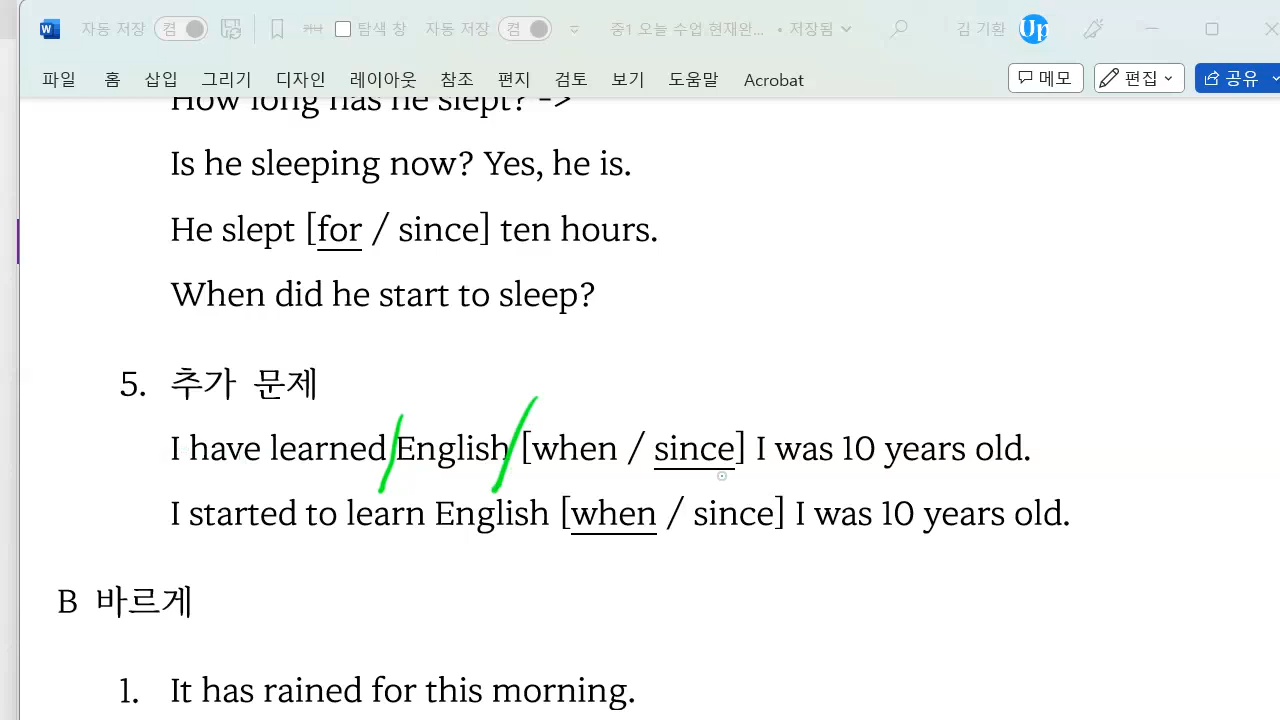 자동 저장 켬 탐색 창 자동 저장 켬 중1 오늘 수업 현재완... • 저장됨 김 기환 Up
파일 홈 삽입 그리기 디자인 레이아웃 참조 편지 검토 보기 도움말 Acrobat 메모 편집 공유
How long has he slept? ->
Is he sleeping now? Yes, he is.
He slept [for / since] ten hours.
When did he start to sleep?
5. 추가 문제
I have learned English [when / since] I was 10 years old.
I started to learn English [when / since] I was 10 years old.
B 바르게
1. It has rained for this morning.